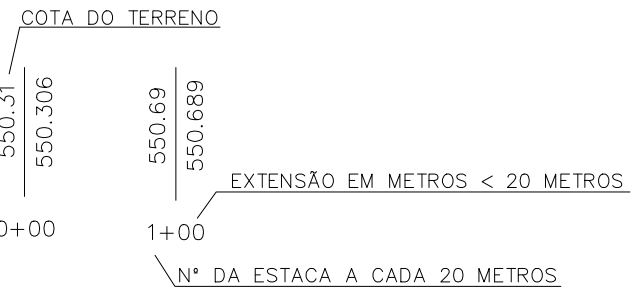 COTA DO TERRENO
550.31
550.306
550.69
550.689
EXTENSÃO EM METROS < 20 METROS
0+00
1+00
Nº DA ESTACA A CADA 20 METROS